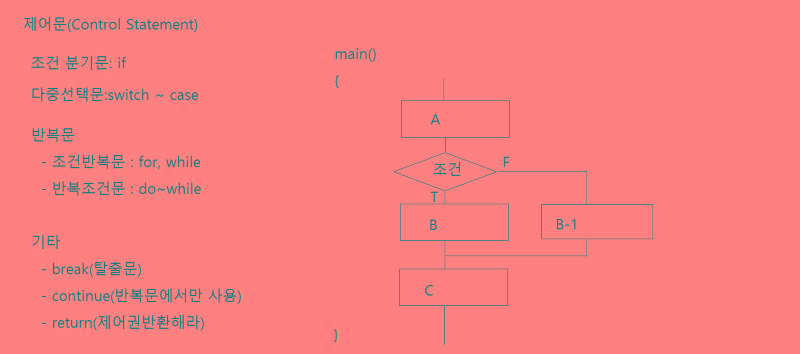 제어문(Control Statement)
조건 분기문: if
다중선택문:switch ~ case
반복문
- 조건반복문 : for, while
- 반복조건문 : do~while
기타
- break(탈출문)
- continue(반복문에서만 사용)
- return(제어권반환해라)
main()
{
A
조건
F
T
B
B-1
C
}